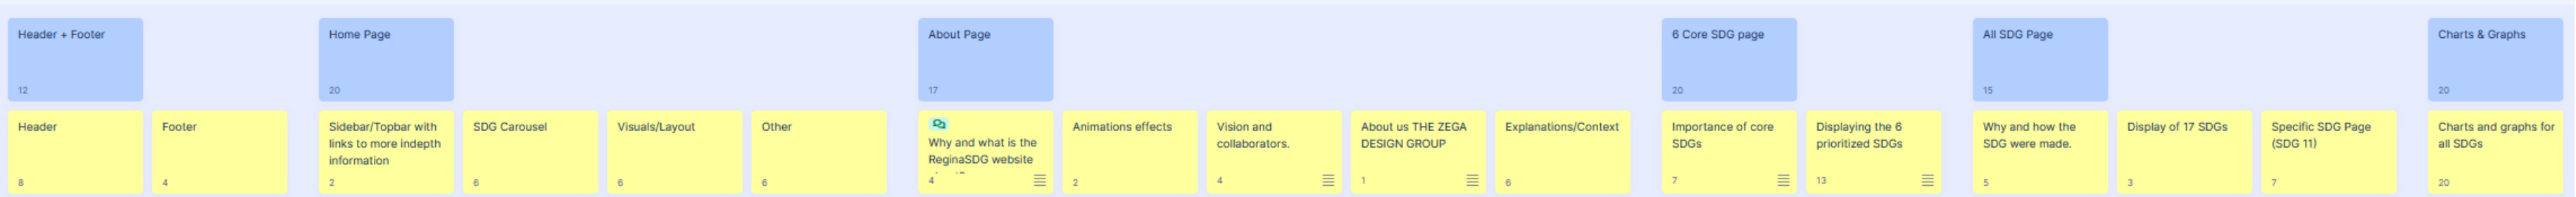 Header + Footer
12
Home Page
20
About Page
17
6 Core SDG page
20
All SDG Page
15
Charts & Graphs
20
Header
8
Footer
4
Sidebar/Topbar with
links to more indepth
information
2
SDG Carousel
6
Visuals/Layout
6
Other
6
Why and what is the
ReginaSDG website
4
Animations effects
2
Vision and
collaborators.
4
About us THE ZEGA
DESIGN GROUP
1
Explanations/Context
6
Importance of core
SDGs
7
Displaying the 6
prioritized SDGs
13
Why and how the
SDG were made.
5
Display of 17 SDGs
3
Specific SDG Page
(SDG 11)
7
Charts and graphs for
all SDGs
20